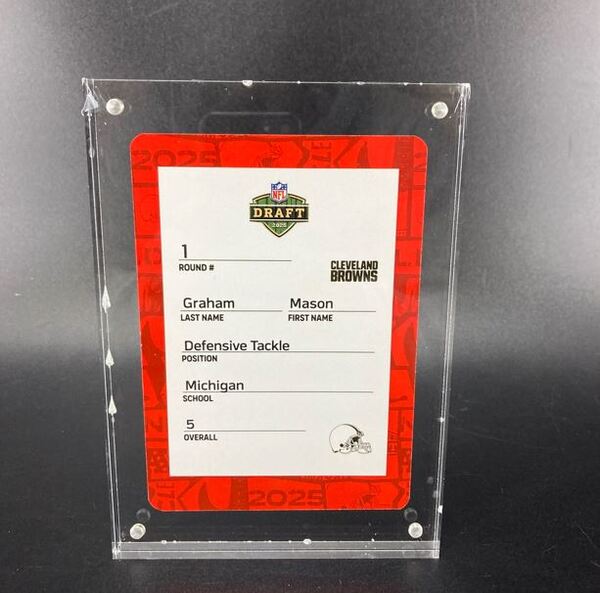 2025
NFL
DRAFT
2025
1
ROUND #
CLEVELAND
BROWNS
Graham Mason
LAST NAME FIRST NAME
Defensive Tackle
POSITION
Michigan
SCHOOL
5
OVERALL
2025